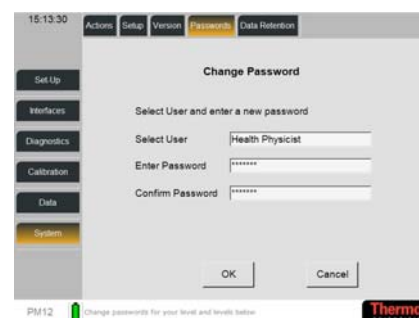 15:13:30
Actions Setup Version Passwords Data Retention
Change Password
Set Up
Interfaces Select User and enter a new password
Diagnostics Select User Health Physicist
Enter Password *******
Calibration
Confirm Password *******
Data
System
OK Cancel
PM12 Change passwords for your level and levels below Thermo